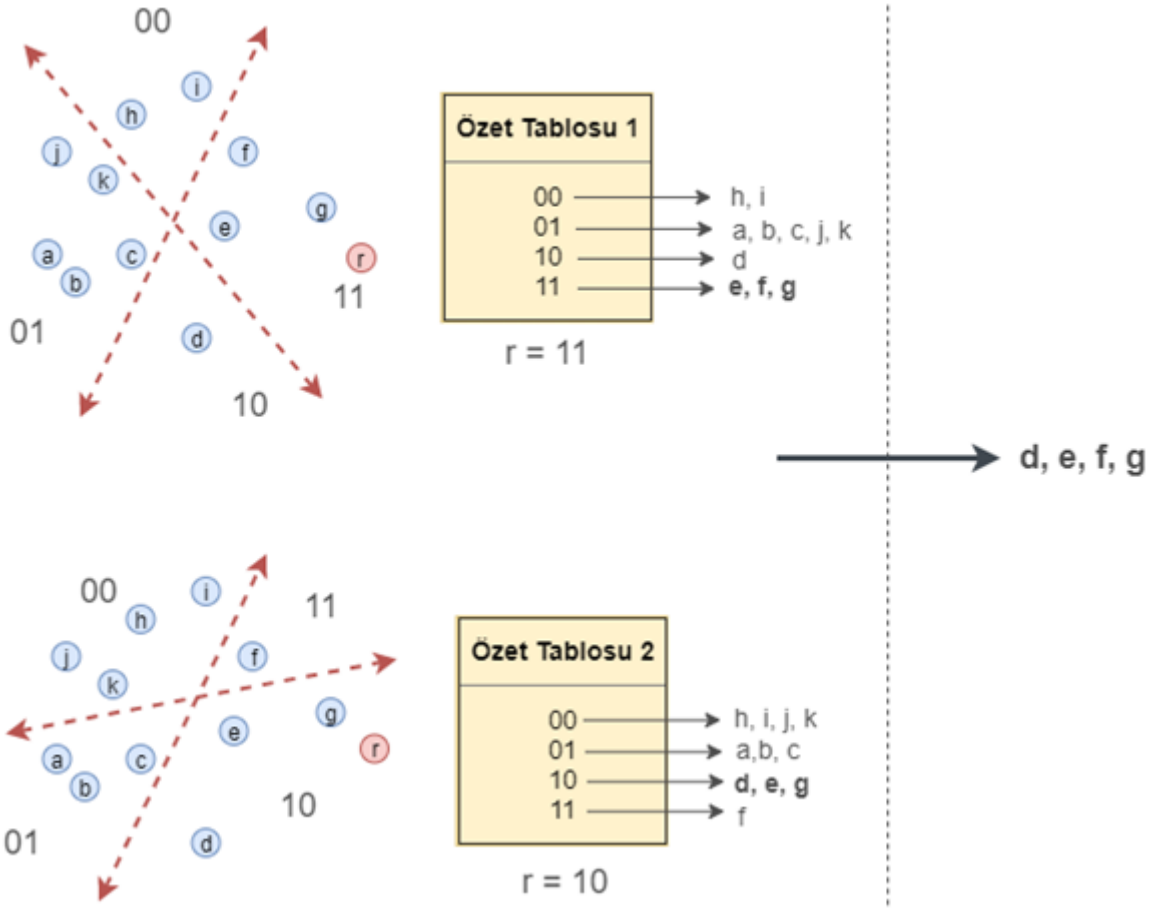 00
i
h
j
f
k
g
e
a
c
r
b
11
01
d
10
Özet Tablosu 1
00 h, i
01 a, b, c, j, k
10 d
11 e, f, g
r = 11
d, e, f, g
00
i
11
h
j
f
k
g
e
r
a
c
b
10
01
d
Özet Tablosu 2
00 h, i, j, k
01 a,b, c
10 d, e, g
11 f
r = 10